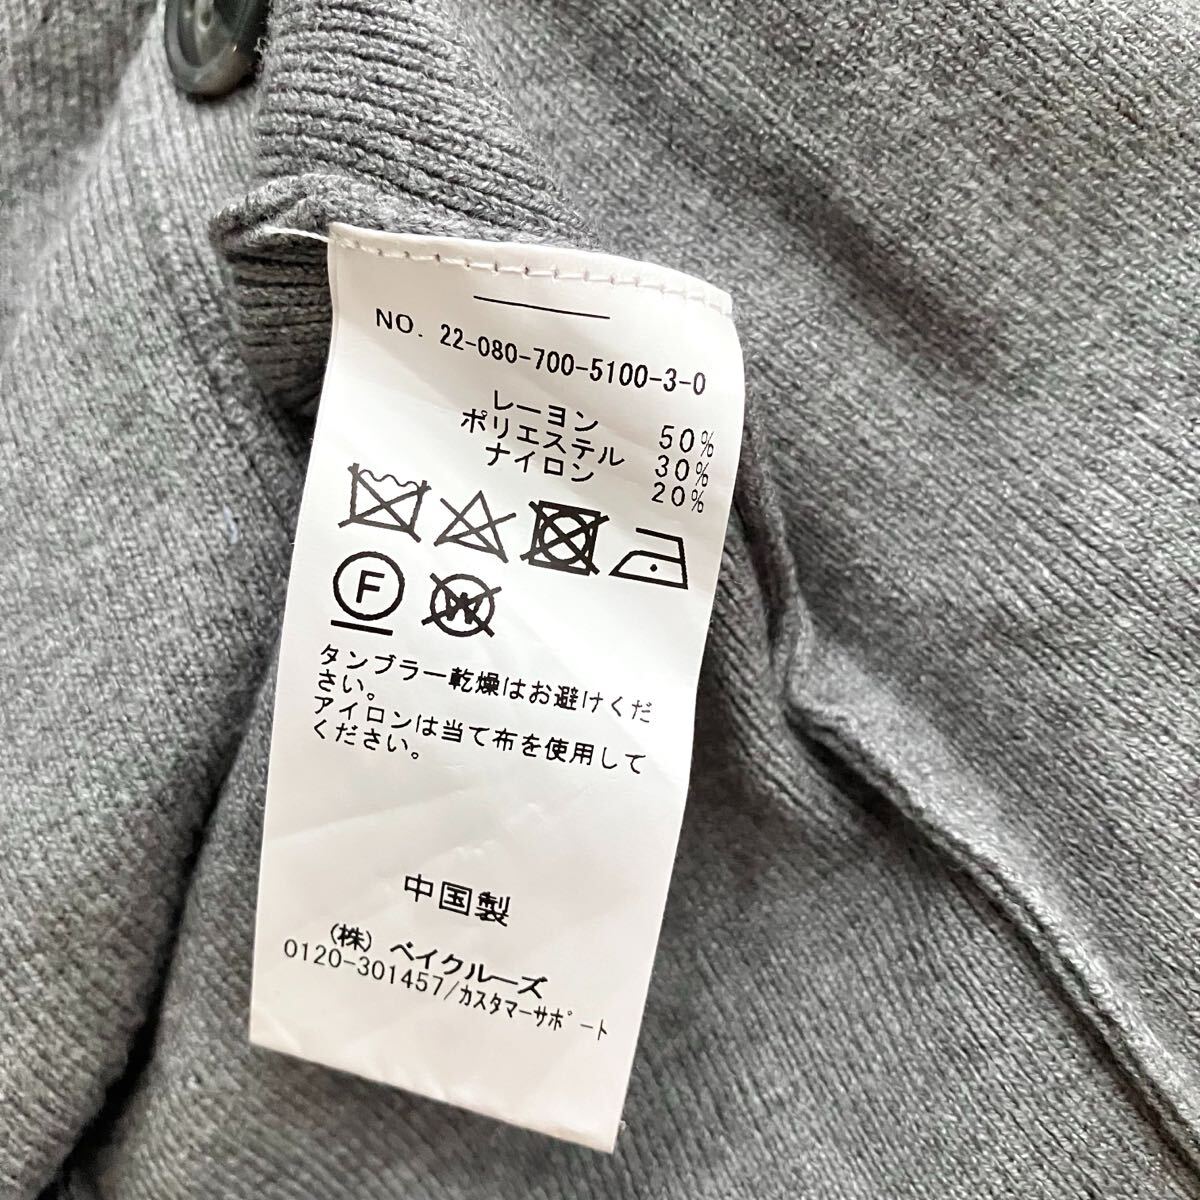 NO. 22-080-700-5100-3-0
レーヨン 50%
ポリエステル 30%
ナイロン 20%
F W
タンブラー乾燥はお避けくだ
さい。
アイロンは当て布を使用して
ください。
中国製
(株) ベイクルーズ
0120-301457/カスタマーサポート